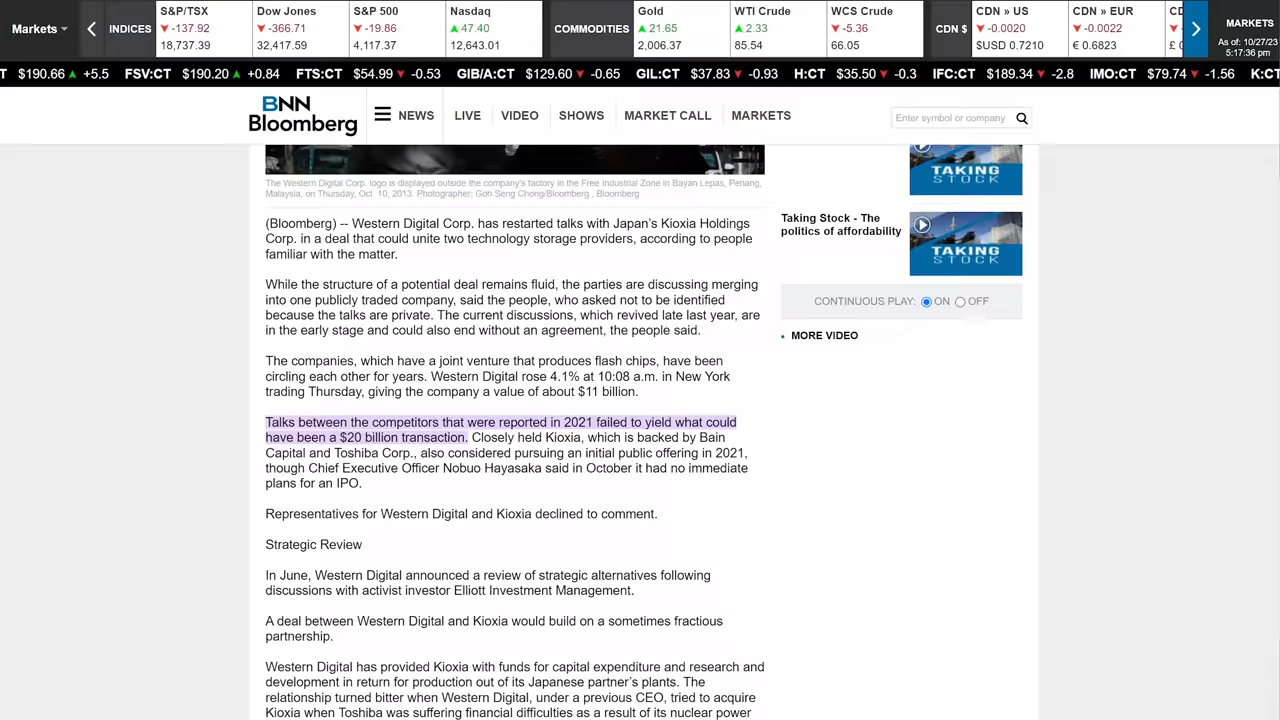 Markets
INDICES
S&P/TSX
-137.92
18,737.39
Dow Jones
-366.71
32,417.59
S&P 500
-19.86
4,117.37
Nasdaq
47.40
12,643.01
COMMODITIES
Gold
21.65
2,006.37
WTI Crude
2.33
85.54
WCS Crude
-5.36
66.05
CDN $
CDN » US
-0.0020
$USD 0.7210
CDN » EUR
-0.0022
€ 0.6823
MARKETS
As of: 10/27/23
5:17:36 pm
T $190.66 +5.5 FSV:CT $190.20 +0.84 FTS:CT $54.99 -0.53 GIB/A:CT $129.60 -0.65 GIL:CT $37.83 -0.93 H:CT $35.50 -0.3 IFC:CT $189.34 -2.8 IMO:CT $79.74 -1.56 K:CT
BNN
Bloomberg
NEWS LIVE VIDEO SHOWS MARKET CALL MARKETS
Enter symbol or company
The Western Digital Corp. logo is displayed outside the company's factory in the Free Industrial Zone in Bayan Lepas, Penang,
Malaysia, on Thursday, Oct. 10, 2013. Photographer: Goh Seng Chong/Bloomberg , Bloomberg
(Bloomberg) -- Western Digital Corp. has restarted talks with Japan’s Kioxia Holdings
Corp. in a deal that could unite two technology storage providers, according to people
familiar with the matter.
While the structure of a potential deal remains fluid, the parties are discussing merging
into one publicly traded company, said the people, who asked not to be identified
because the talks are private. The current discussions, which revived late last year, are
in the early stage and could also end without an agreement, the people said.
The companies, which have a joint venture that produces flash chips, have been
circling each other for years. Western Digital rose 4.1% at 10:08 a.m. in New York
trading Thursday, giving the company a value of about $11 billion.
Talks between the competitors that were reported in 2021 failed to yield what could
have been a $20 billion transaction. Closely held Kioxia, which is backed by Bain
Capital and Toshiba Corp., also considered pursuing an initial public offering in 2021,
though Chief Executive Officer Nobuo Hayasaka said in October it had no immediate
plans for an IPO.
Representatives for Western Digital and Kioxia declined to comment.
Strategic Review
In June, Western Digital announced a review of strategic alternatives following
discussions with activist investor Elliott Investment Management.
A deal between Western Digital and Kioxia would build on a sometimes fractious
partnership.
Western Digital has provided Kioxia with funds for capital expenditure and research and
development in return for production out of its Japanese partner’s plants. The
relationship turned bitter when Western Digital, under a previous CEO, tried to acquire
Kioxia when Toshiba was suffering financial difficulties as a result of its nuclear power
TAKING
STOCK
Taking Stock - The
politics of affordability
TAKING
STOCK
CONTINUOUS PLAY: ON OFF
MORE VIDEO